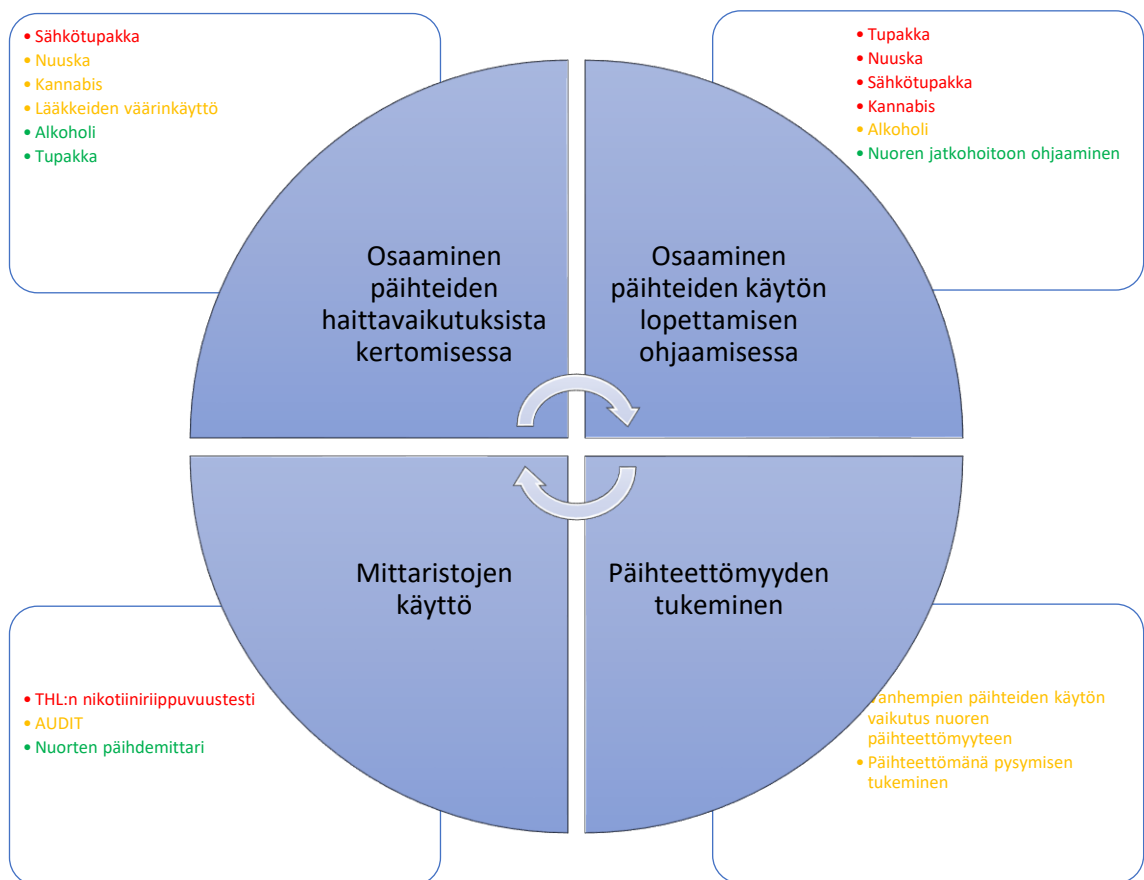 • Sähkötupakka
• Nuuska
• Kannabis
• Lääkkeiden väärinkäyttö
• Alkoholi
• Tupakka
• Tupakka
• Nuuska
• Sähkötupakka
• Kannabis
• Alkoholi
• Nuoren jatkohoitoon ohjaaminen
Osaaminen
päihteiden
haittavaikutuksista
kertomisessa
Osaaminen
päihteiden käytön
lopettamisen
ohjaamisessa
Mittaristojen
käyttö
Päihteettömyyden
tukeminen
• THL:n nikotiiniriippuvuustesti
• AUDIT
• Nuorten päihdemittari
Vanhempien päihteiden käytön
vaikutus nuoren
päihteettömyyteen
• Päihteettömänä pysymisen
tukeminen